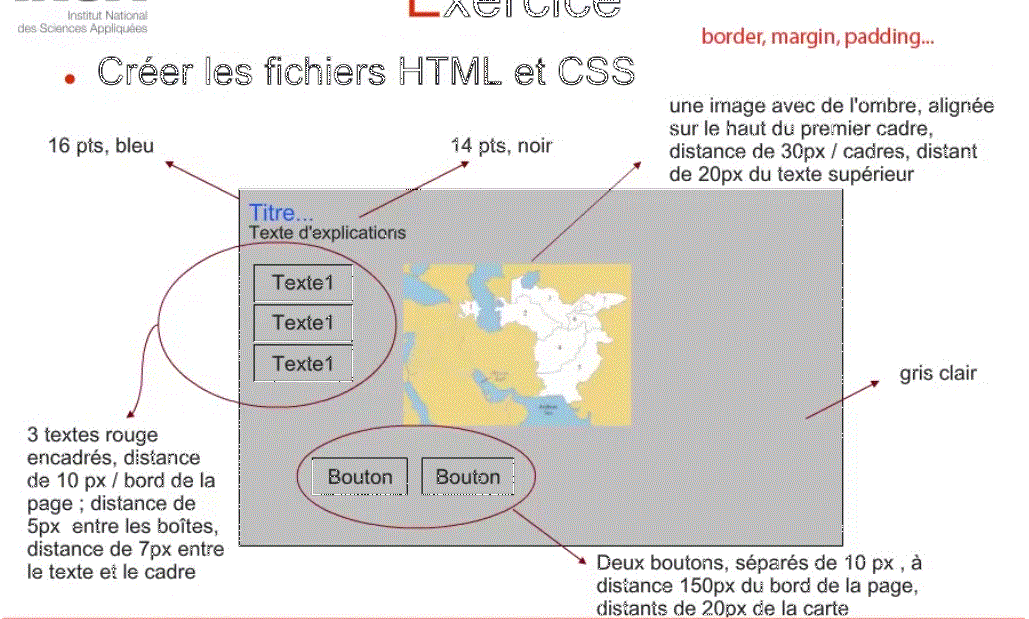 Institut National
des Sciences Appliquées
Exercice
border, margin, padding...
• Créer les fichiers HTML et CSS
une image avec de l'ombre, alignée
sur le haut du premier cadre,
distance de 30px / cadres, distant
de 20px du texte supérieur
16 pts, bleu
14 pts, noir
Titre...
Texte d'explications
Texte1
Texte1
Texte1
gris clair
3 textes rouge
encadrés, distance
de 10 px / bord de la
page ; distance de
5px entre les boîtes,
distance de 7px entre
le texte et le cadre
Bouton
Bouton
Deux boutons, séparés de 10 px , à
distance 150px du bord de la page,
distants de 20px de la carte